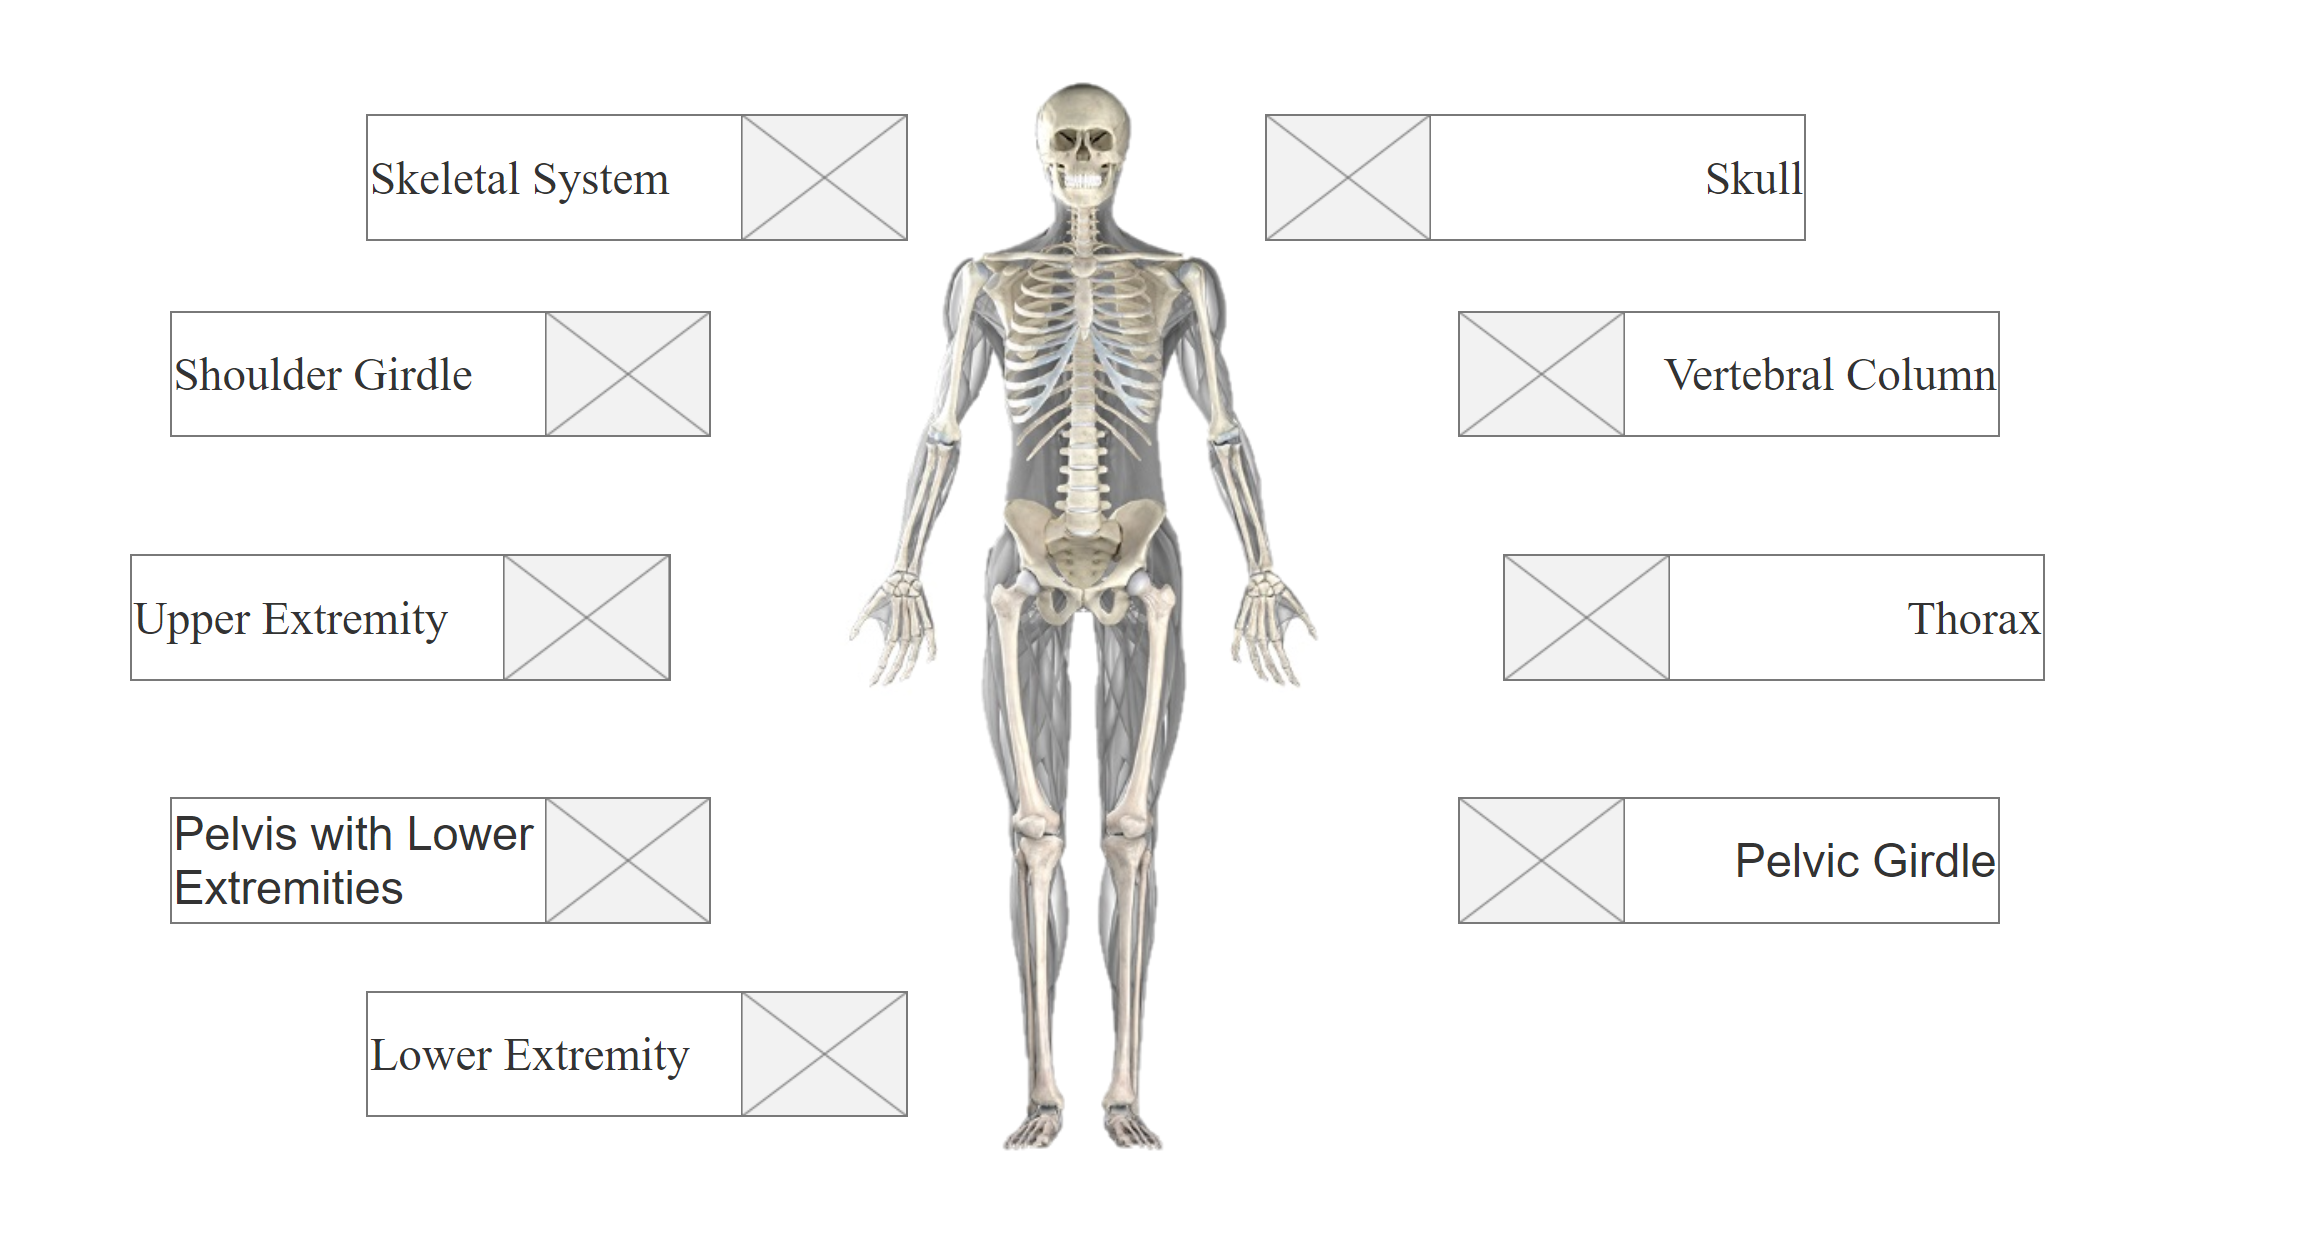 Skeletal System
Skull
Shoulder Girdle
Vertebral Column
Upper Extremity
Thorax
Pelvis with Lower
Extremities
Pelvic Girdle
Lower Extremity